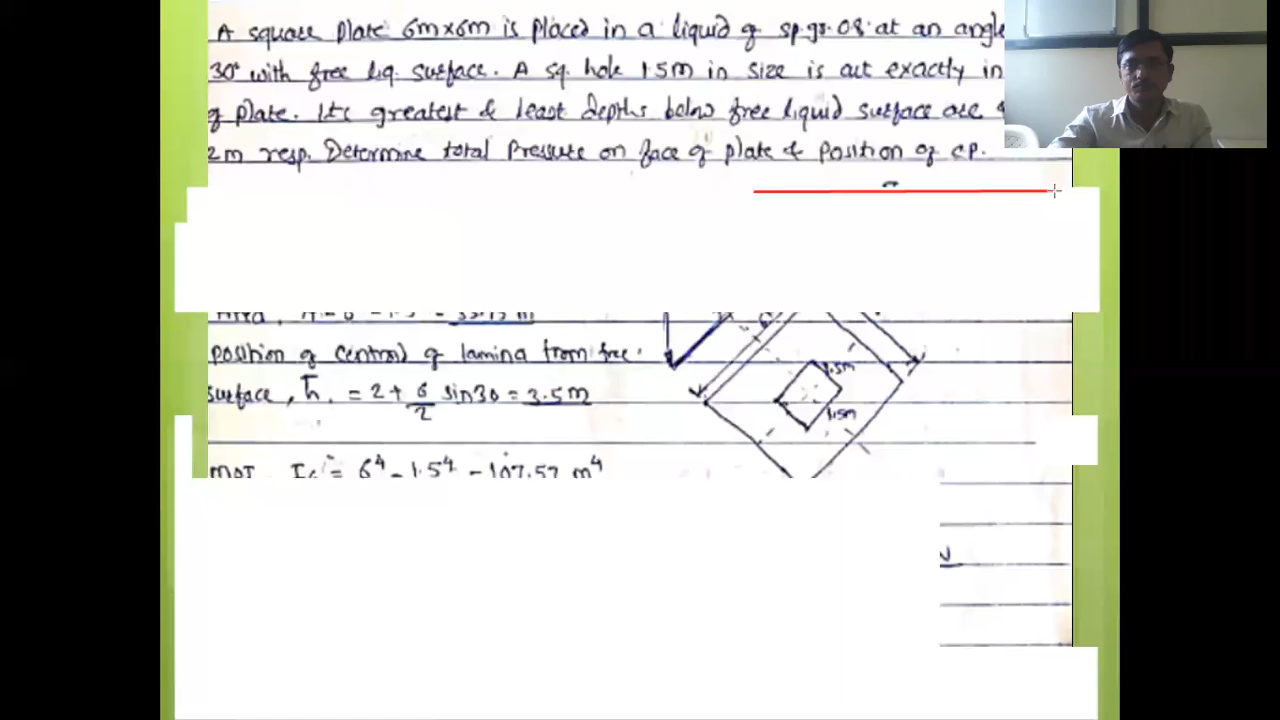 A square plate 6m×6m is placed in a liquid of sp.gr. 0.8 at an angle
30° with free liq. surface. A sq. hole 1.5m in size is cut exactly in
of plate. Its greatest & least depths below free liquid surface are
2m resp. Determine total Pressure on face of plate & position of CP.
position of centroid of lamina from free
1.5m
surface, h̄, = 2 + 6/2 sin30 = 3.5m
1.5m
MOI, = 6⁴ - 1.5⁴ = 107.57 m⁴